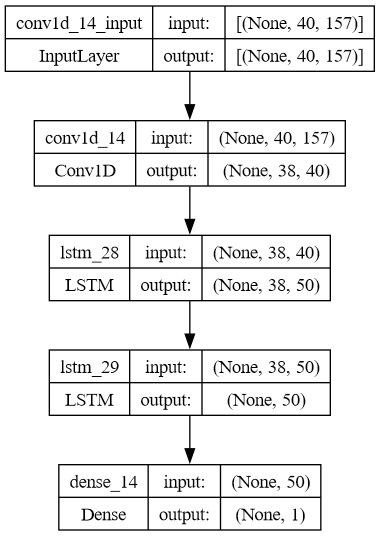 conv1d_14_input input: [(None, 40, 157)]
InputLayer output: [(None, 40, 157)]
conv1d_14 input: (None, 40, 157)
Conv1D output: (None, 38, 40)
lstm_28 input: (None, 38, 40)
LSTM output: (None, 38, 50)
lstm_29 input: (None, 38, 50)
LSTM output: (None, 50)
dense_14 input: (None, 50)
Dense output: (None, 1)